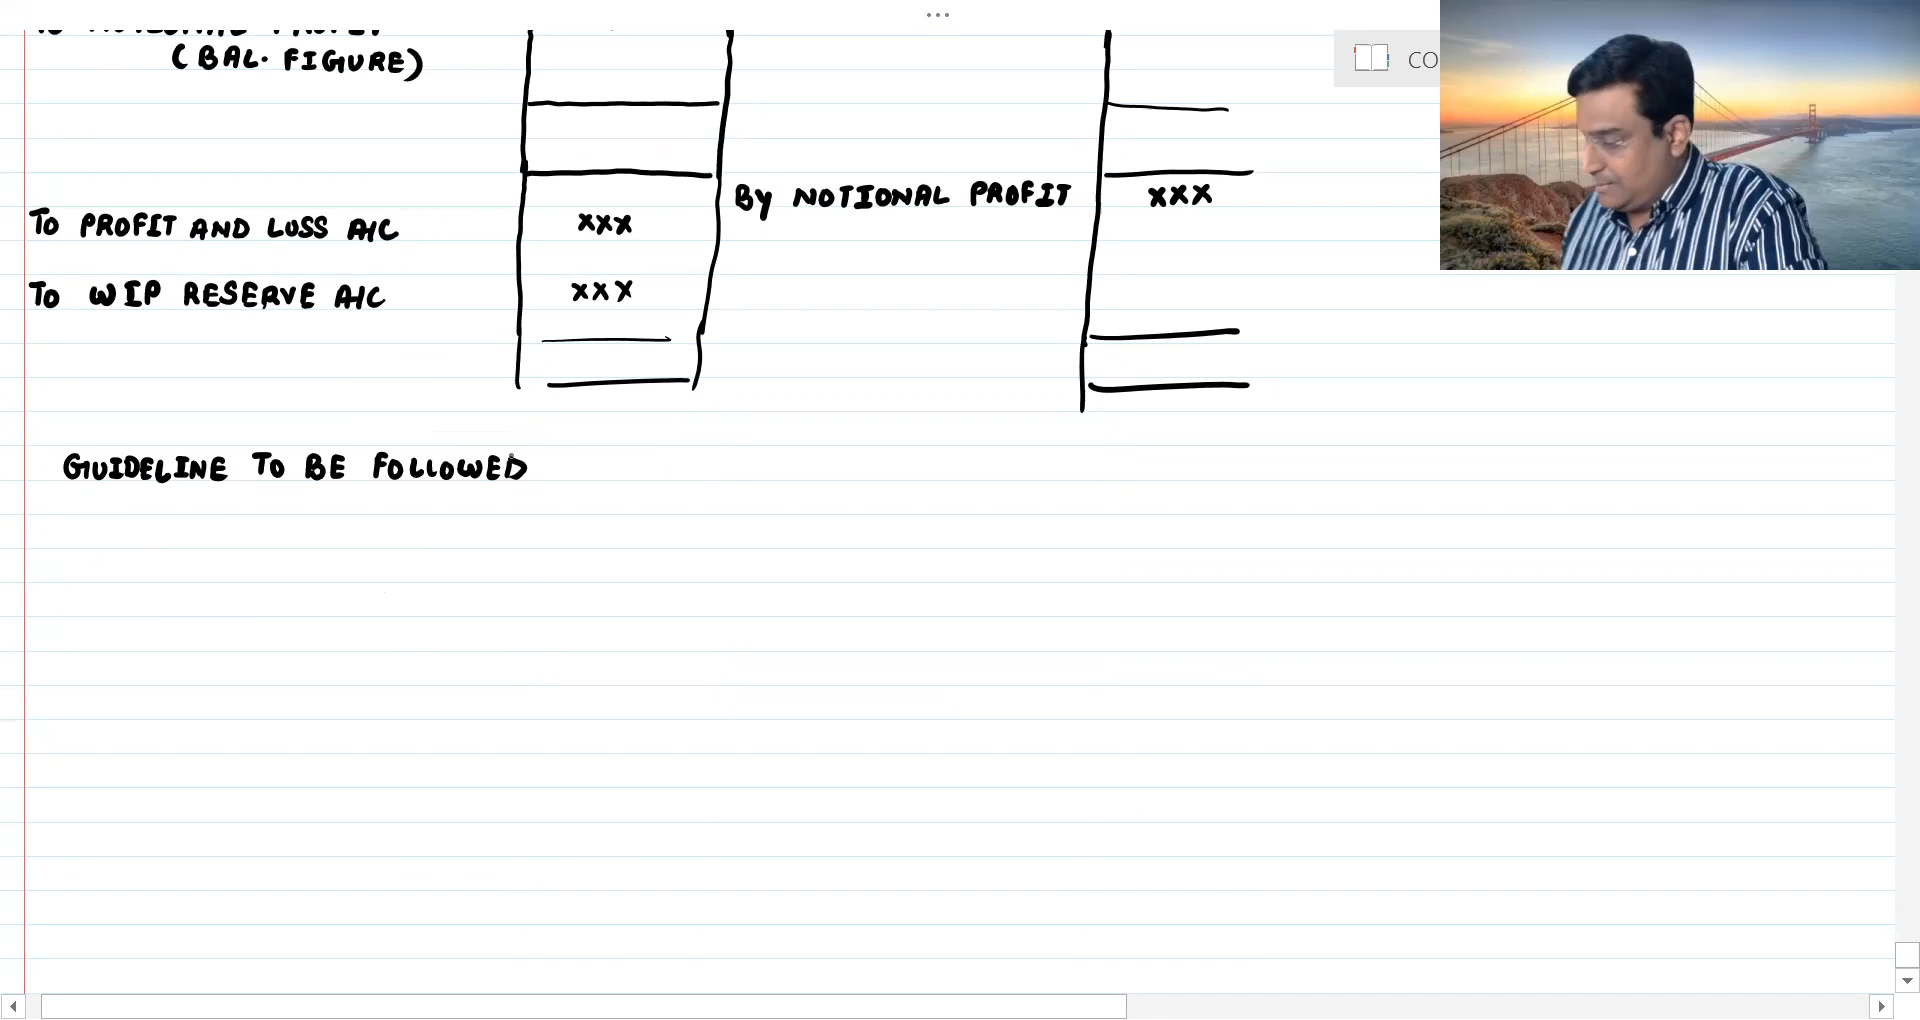 (BAL. FIGURE)
CO
By NOTIONAL PROFIT xxx
To PROFIT AND LOSS A/C xxx
To WIP RESERVE A/C xxx
GUIDELINE TO BE FOLLOWED